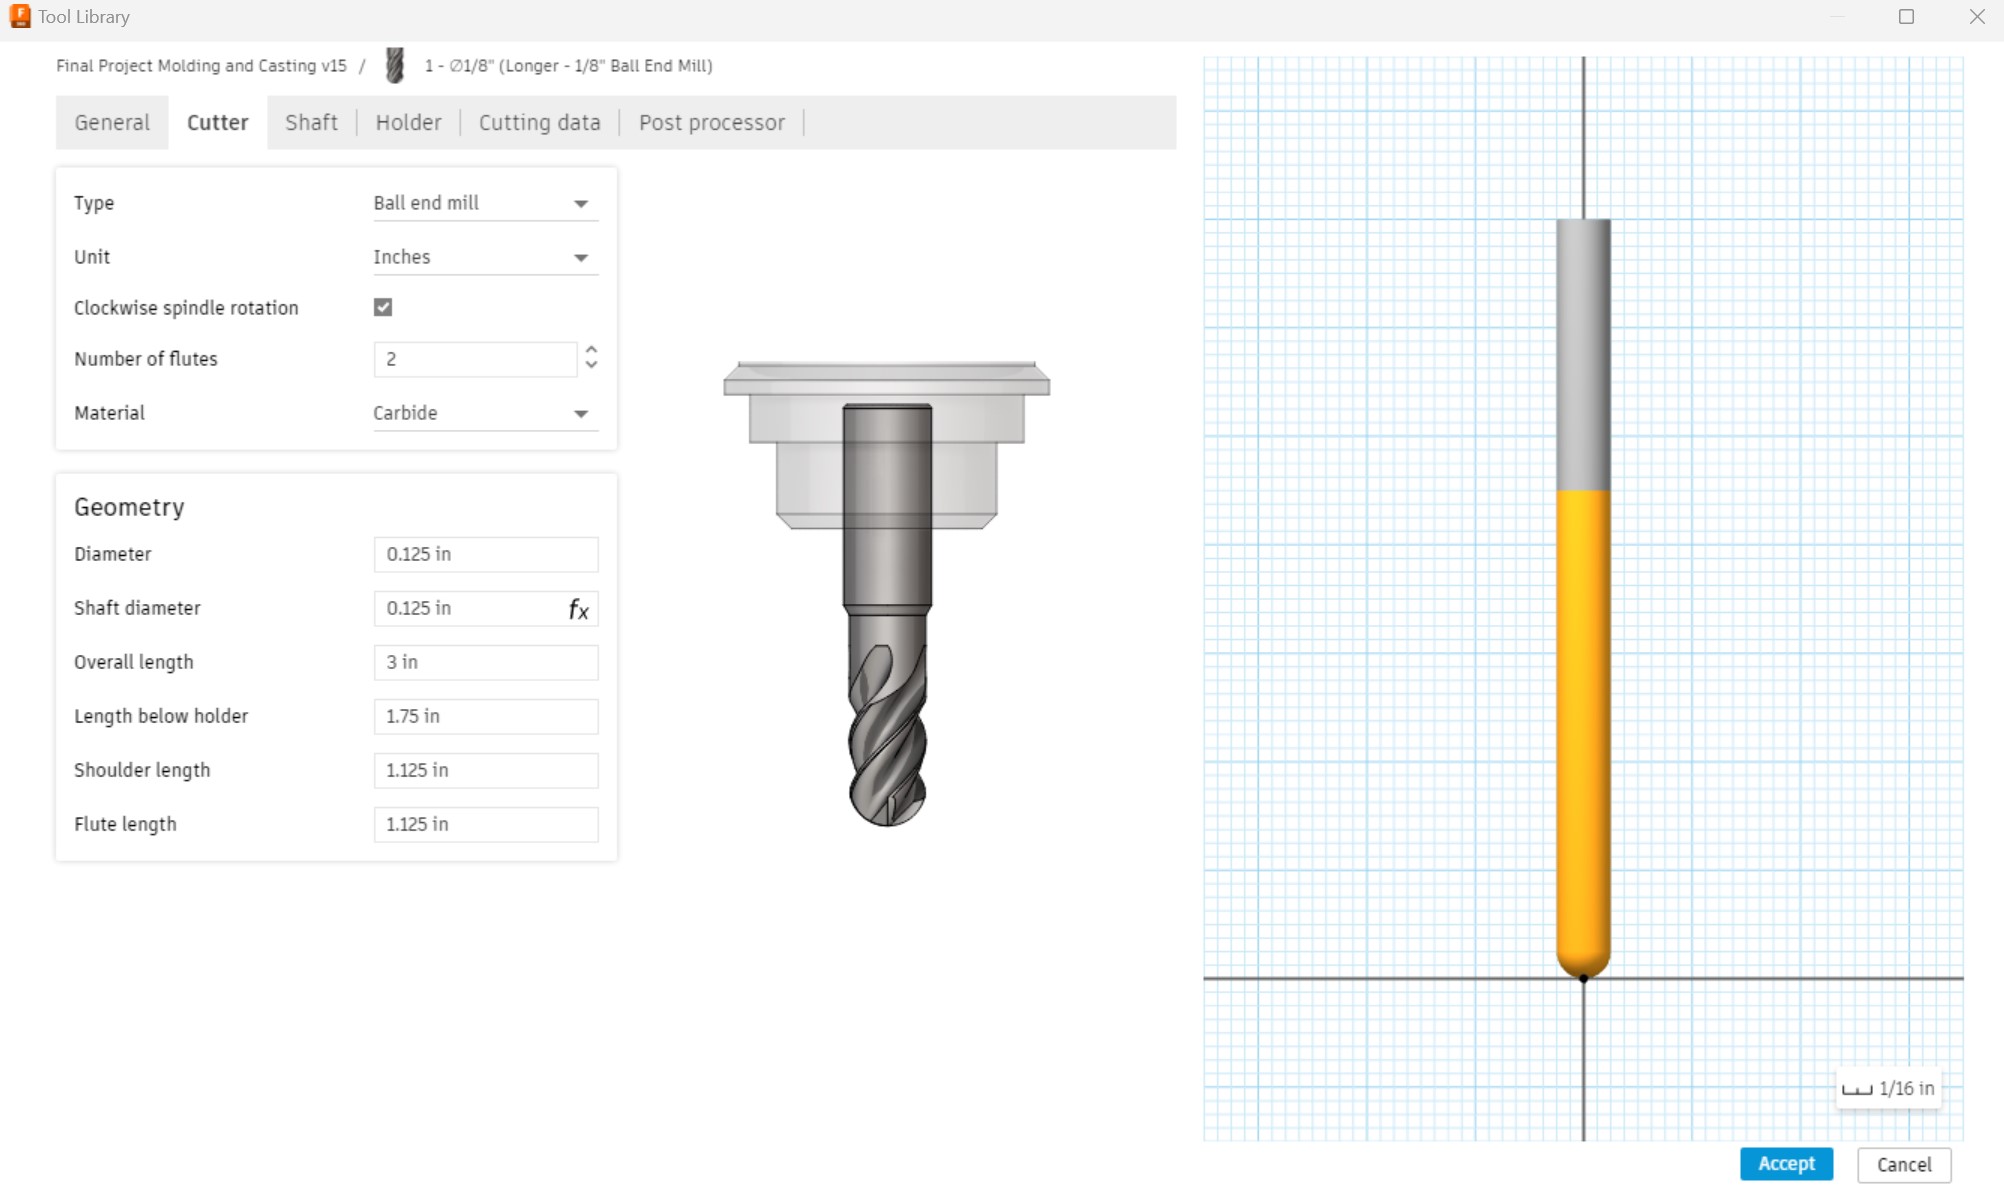 Tool Library
Final Project Molding and Casting v15 / 1 - ∅1/8" (Longer - 1/8" Ball End Mill)
General Cutter Shaft Holder Cutting data Post processor
Type Ball end mill
Unit Inches
Clockwise spindle rotation
Number of flutes 2
Material Carbide
Geometry
Diameter 0.125 in
Shaft diameter 0.125 in fx
Overall length 3 in
Length below holder 1.75 in
Shoulder length 1.125 in
Flute length 1.125 in
1/16 in
Accept Cancel